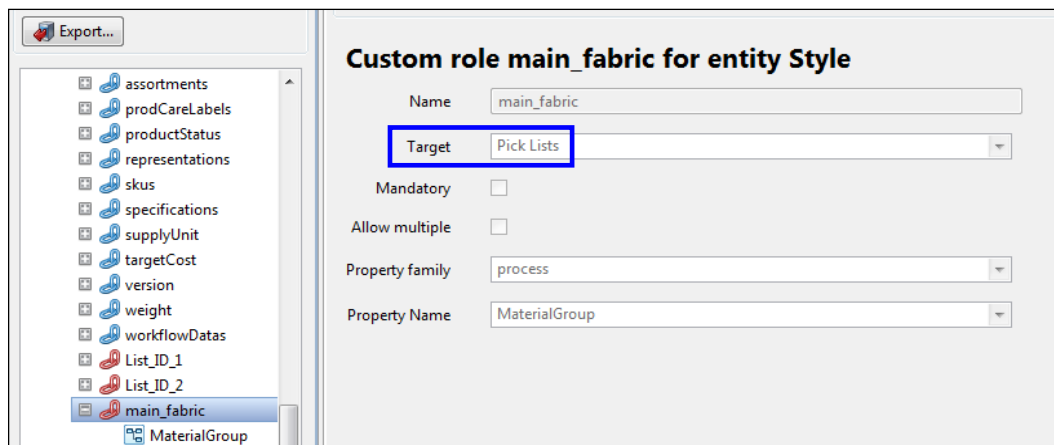 Export...
assortments
prodCareLabels
productStatus
representations
skus
specifications
supplyUnit
targetCost
version
weight
workflowDatas
List_ID_1
List_ID_2
main_fabric
MaterialGroup
Custom role main_fabric for entity Style
Name main_fabric
Target Pick Lists
Mandatory
Allow multiple
Property family process
Property Name MaterialGroup